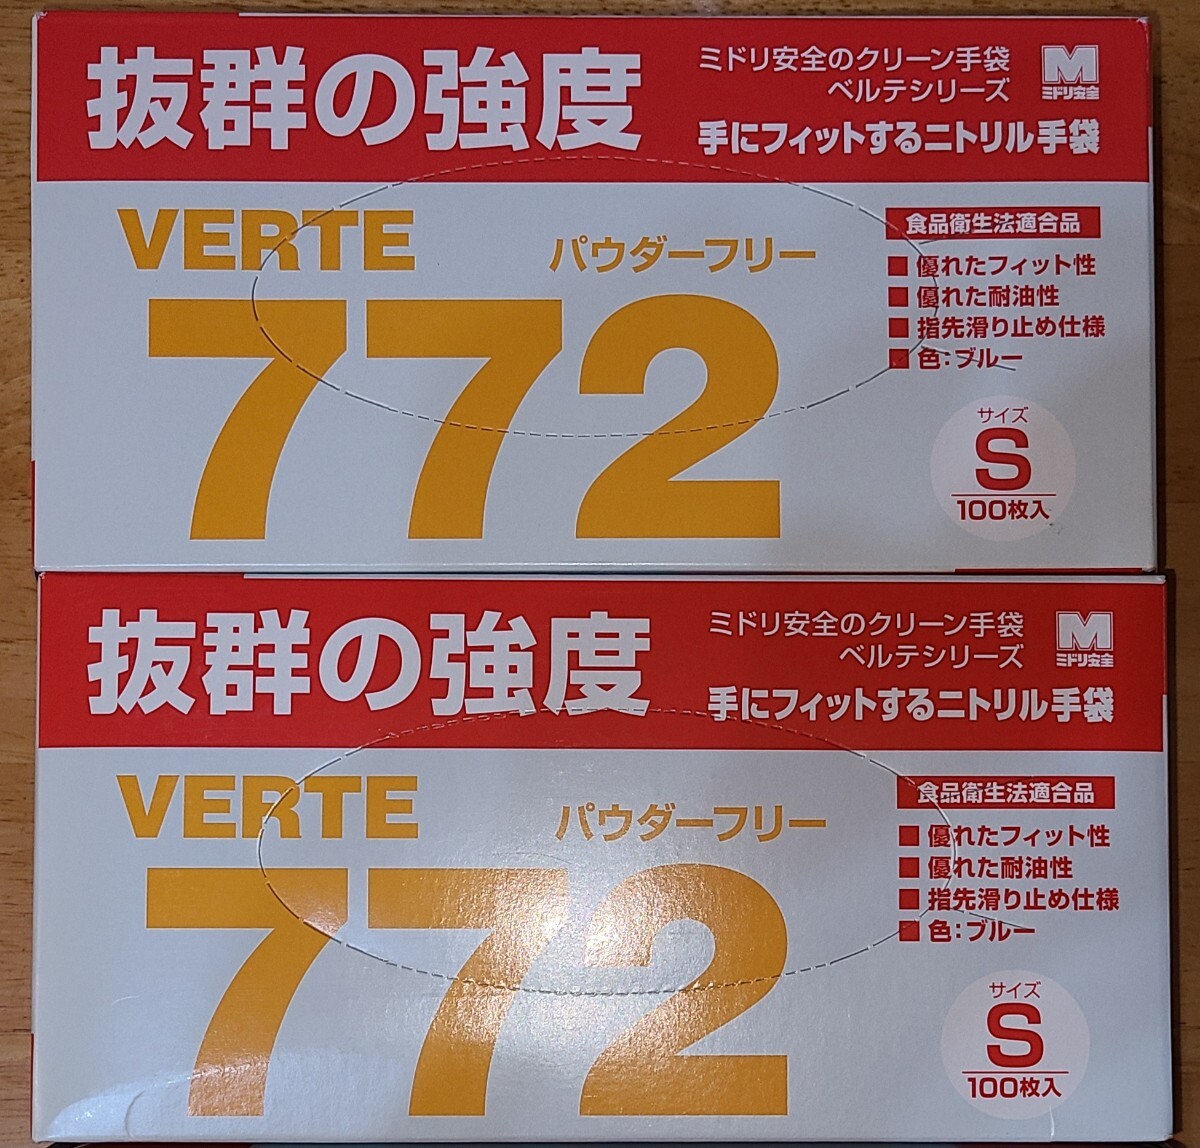 抜群の強度
ミドリ安全のクリーン手袋
ベルテシリーズ
M
ミドリ安全
手にフィットするニトリル手袋
VERTE
パウダーフリー
772
食品衛生法適合品
■ 優れたフィット性
■ 優れた耐油性
■ 指先滑り止め仕様
■ 色:ブルー
サイズ
S
100枚入
抜群の強度
ミドリ安全のクリーン手袋
ベルテシリーズ
M
ミドリ安全
手にフィットするニトリル手袋
VERTE
パウダーフリー
772
食品衛生法適合品
■ 優れたフィット性
■ 優れた耐油性
■ 指先滑り止め仕様
■ 色:ブルー
サイズ
S
100枚入